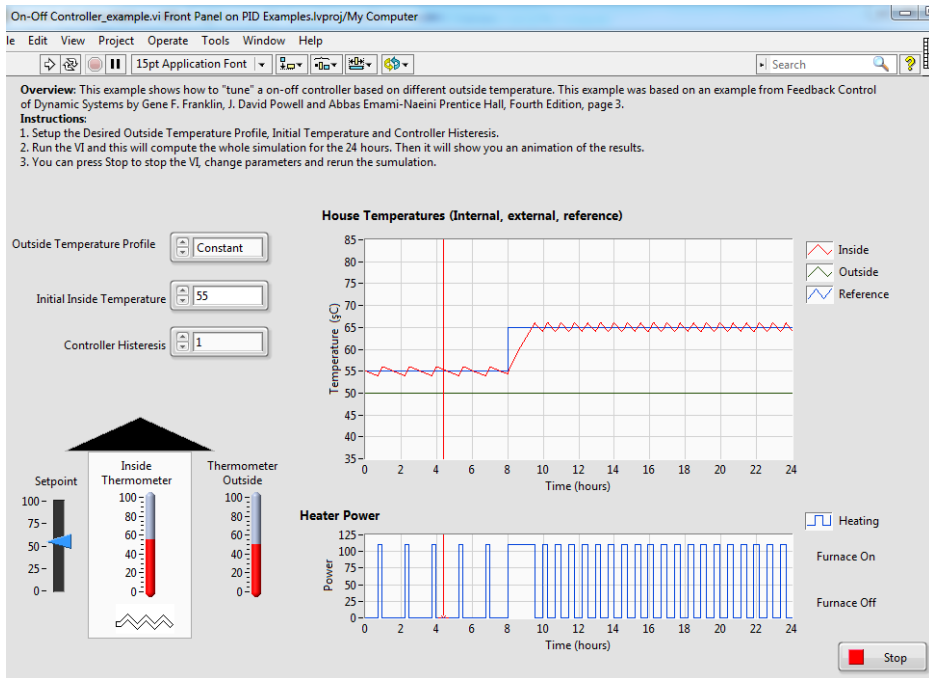 On-Off Controller_example.vi Front Panel on PID Examples.lvproj/My Computer
le Edit View Project Operate Tools Window Help
15pt Application Font
Search
?
Overview: This example shows how to "tune" a on-off controller based on different outside temperature. This example was based on an example from Feedback Control
of Dynamic Systems by Gene F. Franklin, J. David Powell and Abbas Emami-Naeini Prentice Hall, Fourth Edition, page 3.
Instructions:
1. Setup the Desired Outside Temperature Profile, Initial Temperature and Controller Histeresis.
2. Run the VI and this will compute the whole simulation for the 24 hours. Then it will show you an animation of the results.
3. You can press Stop to stop the VI, change parameters and rerun the sumulation.
Outside Temperature Profile
Constant
Initial Inside Temperature
55
Controller Histeresis
1
House Temperatures (Internal, external, reference)
Temperature (şC)
85
80
75
70
65
60
55
50
45
40
35
0 2 4 6 8 10 12 14 16 18 20 22 24
Time (hours)
Inside
Outside
Reference
Setpoint
100
75
50
25
0
Inside
Thermometer
100
80
60
40
20
0
Thermometer
Outside
100
80
60
40
20
0
Heater Power
Power
125
100
75
50
25
0
0 2 4 6 8 10 12 14 16 18 20 22 24
Time (hours)
Heating
Furnace On
Furnace Off
Stop